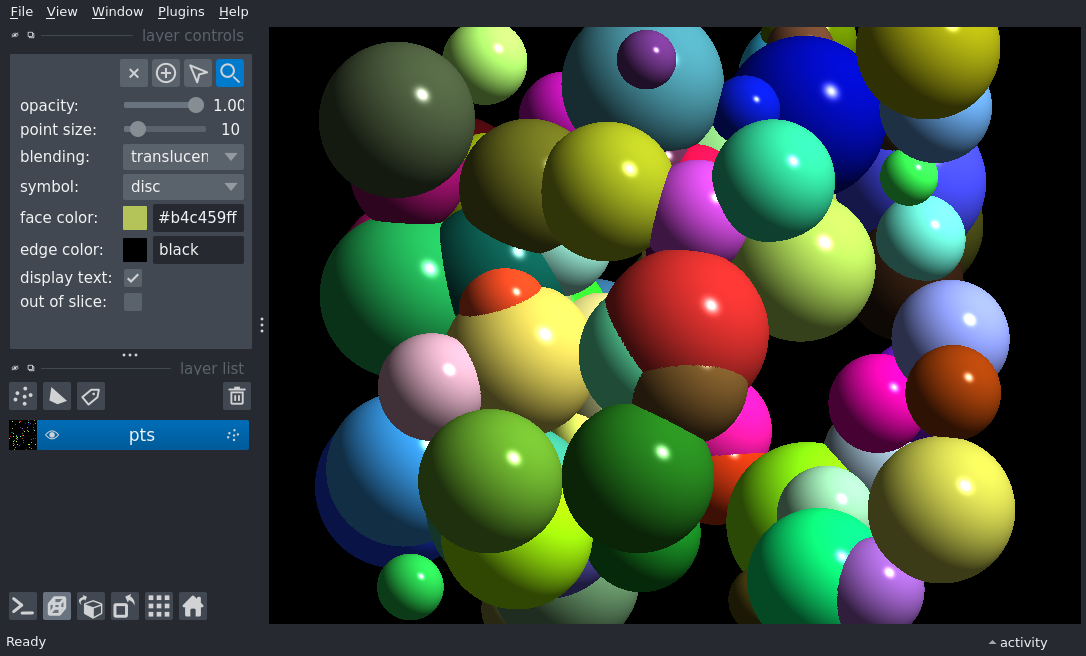 File View Window Plugins Help
layer controls
opacity: 1.00
point size: 10
blending: translucen
symbol: disc
face color: #b4c459ff
edge color: black
display text:
out of slice:
layer list
pts
Ready
activity